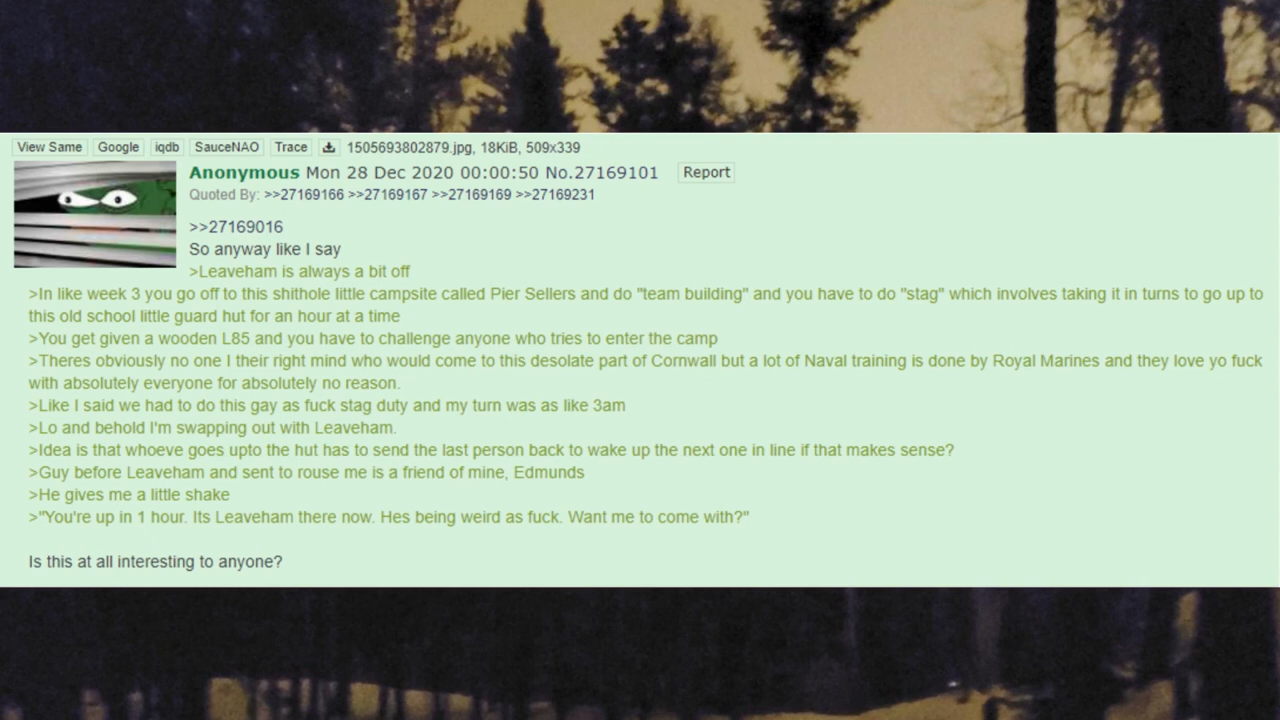 View Same Google iqdb SauceNAO Trace 1505693802879.jpg, 18KiB, 509x339
Anonymous Mon 28 Dec 2020 00:00:50 No.27169101 Report
Quoted By: >>27169166 >>27169167 >>27169169 >>27169231
>>27169016
So anyway like I say
>Leaveham is always a bit off
>In like week 3 you go off to this shithole little campsite called Pier Sellers and do "team building" and you have to do "stag" which involves taking it in turns to go up to
this old school little guard hut for an hour at a time
>You get given a wooden L85 and you have to challenge anyone who tries to enter the camp
>Theres obviously no one I their right mind who would come to this desolate part of Cornwall but a lot of Naval training is done by Royal Marines and they love yo fuck
with absolutely everyone for absolutely no reason.
>Like I said we had to do this gay as fuck stag duty and my turn was as like 3am
>Lo and behold I'm swapping out with Leaveham.
>Idea is that whoeve goes upto the hut has to send the last person back to wake up the next one in line if that makes sense?
>Guy before Leaveham and sent to rouse me is a friend of mine, Edmunds
>He gives me a little shake
>"You're up in 1 hour. Its Leaveham there now. Hes being weird as fuck. Want me to come with?"
Is this at all interesting to anyone?